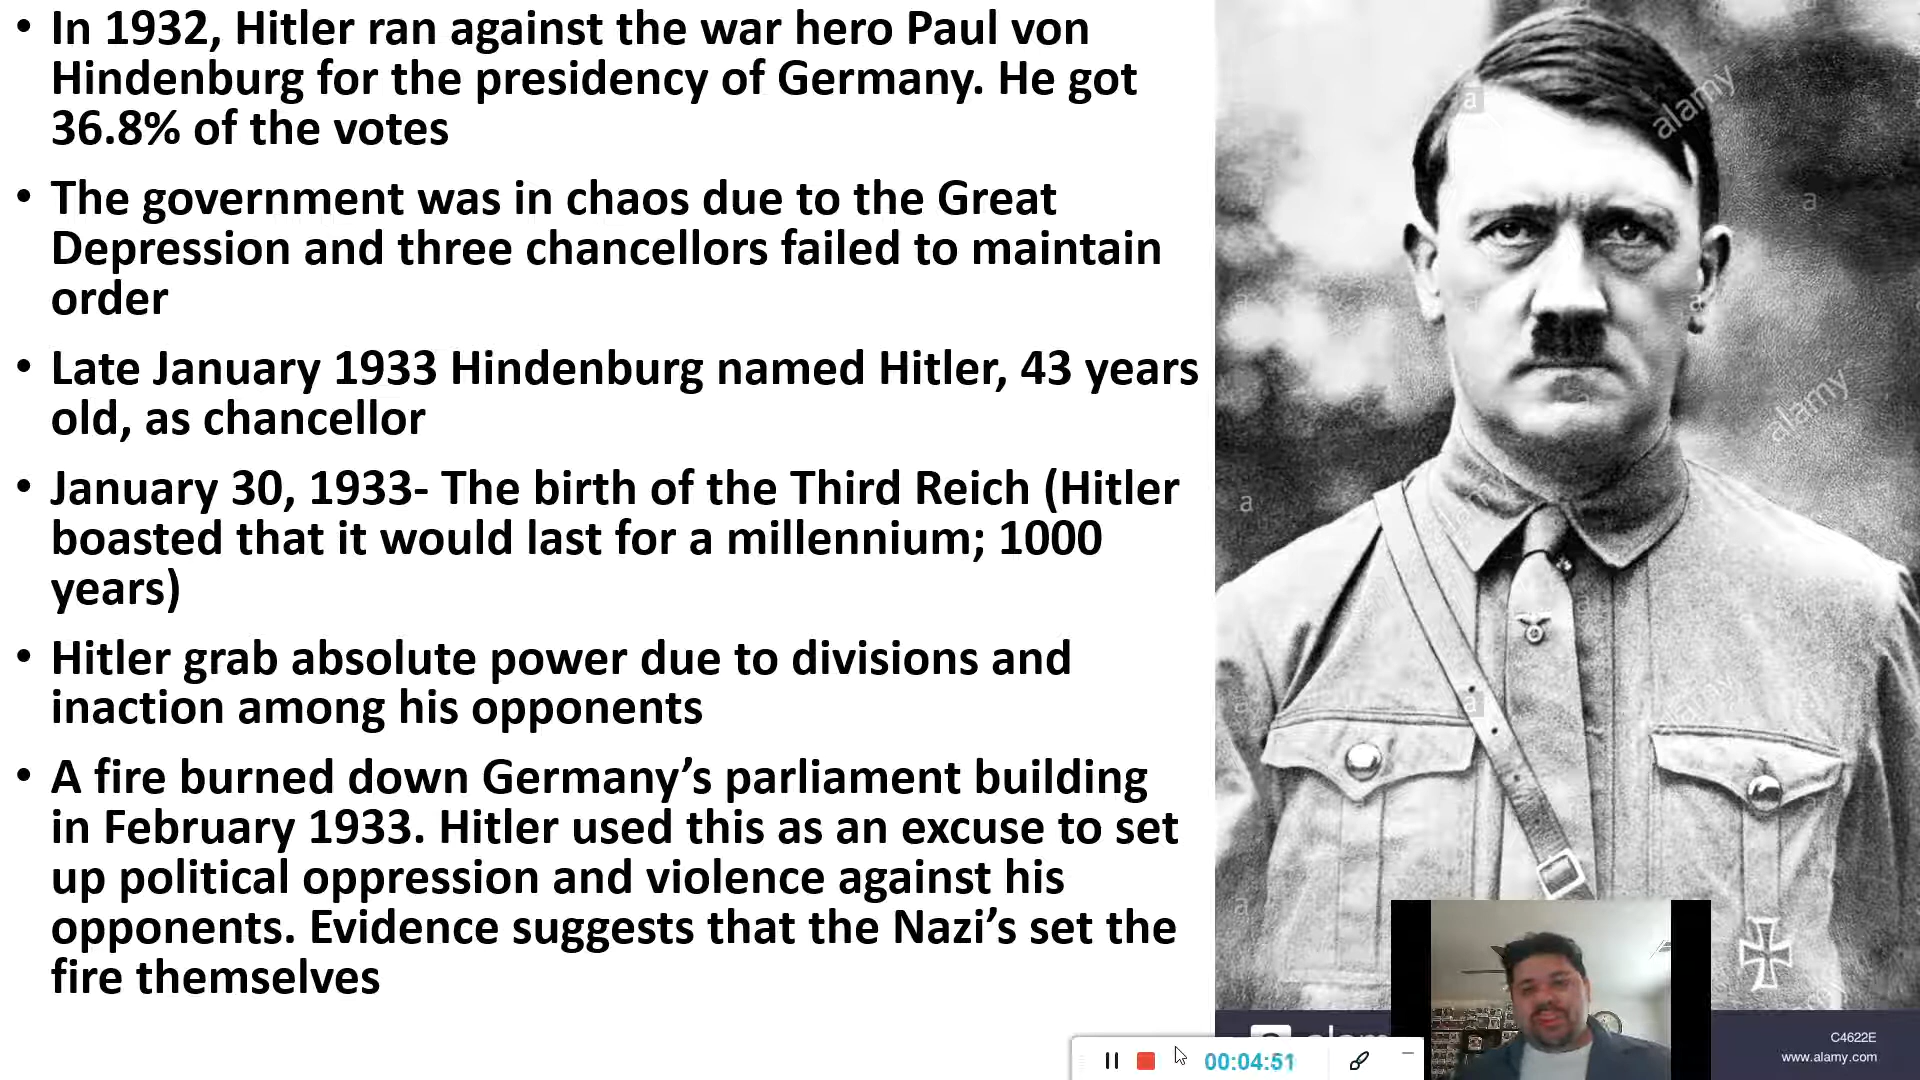 • In 1932, Hitler ran against the war hero Paul von
Hindenburg for the presidency of Germany. He got
36.8% of the votes
• The government was in chaos due to the Great
Depression and three chancellors failed to maintain
order
• Late January 1933 Hindenburg named Hitler, 43 years
old, as chancellor
• January 30, 1933- The birth of the Third Reich (Hitler
boasted that it would last for a millennium; 1000
years)
• Hitler grab absolute power due to divisions and
inaction among his opponents
• A fire burned down Germany’s parliament building
in February 1933. Hitler used this as an excuse to set
up political oppression and violence against his
opponents. Evidence suggests that the Nazi’s set the
fire themselves
alamy
alamy
a
a
a
a
C4622E
www.alamy.com
00:04:51